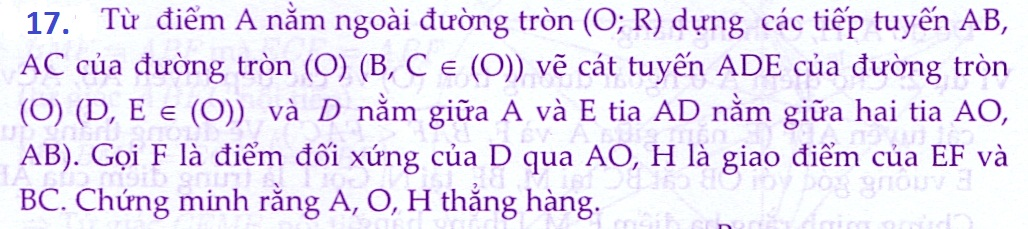 17. Từ điểm A nằm ngoài đường tròn (O; R) dựng các tiếp tuyến AB,
AC của đường tròn (O) (B, C ∈ (O)) vẽ cát tuyến ADE của đường tròn
(O) (D, E ∈ (O)) và D nằm giữa A và E tia AD nằm giữa hai tia AO,
AB). Gọi F là điểm đối xứng của D qua AO, H là giao điểm của EF và
BC. Chứng minh rằng A, O, H thẳng hàng.